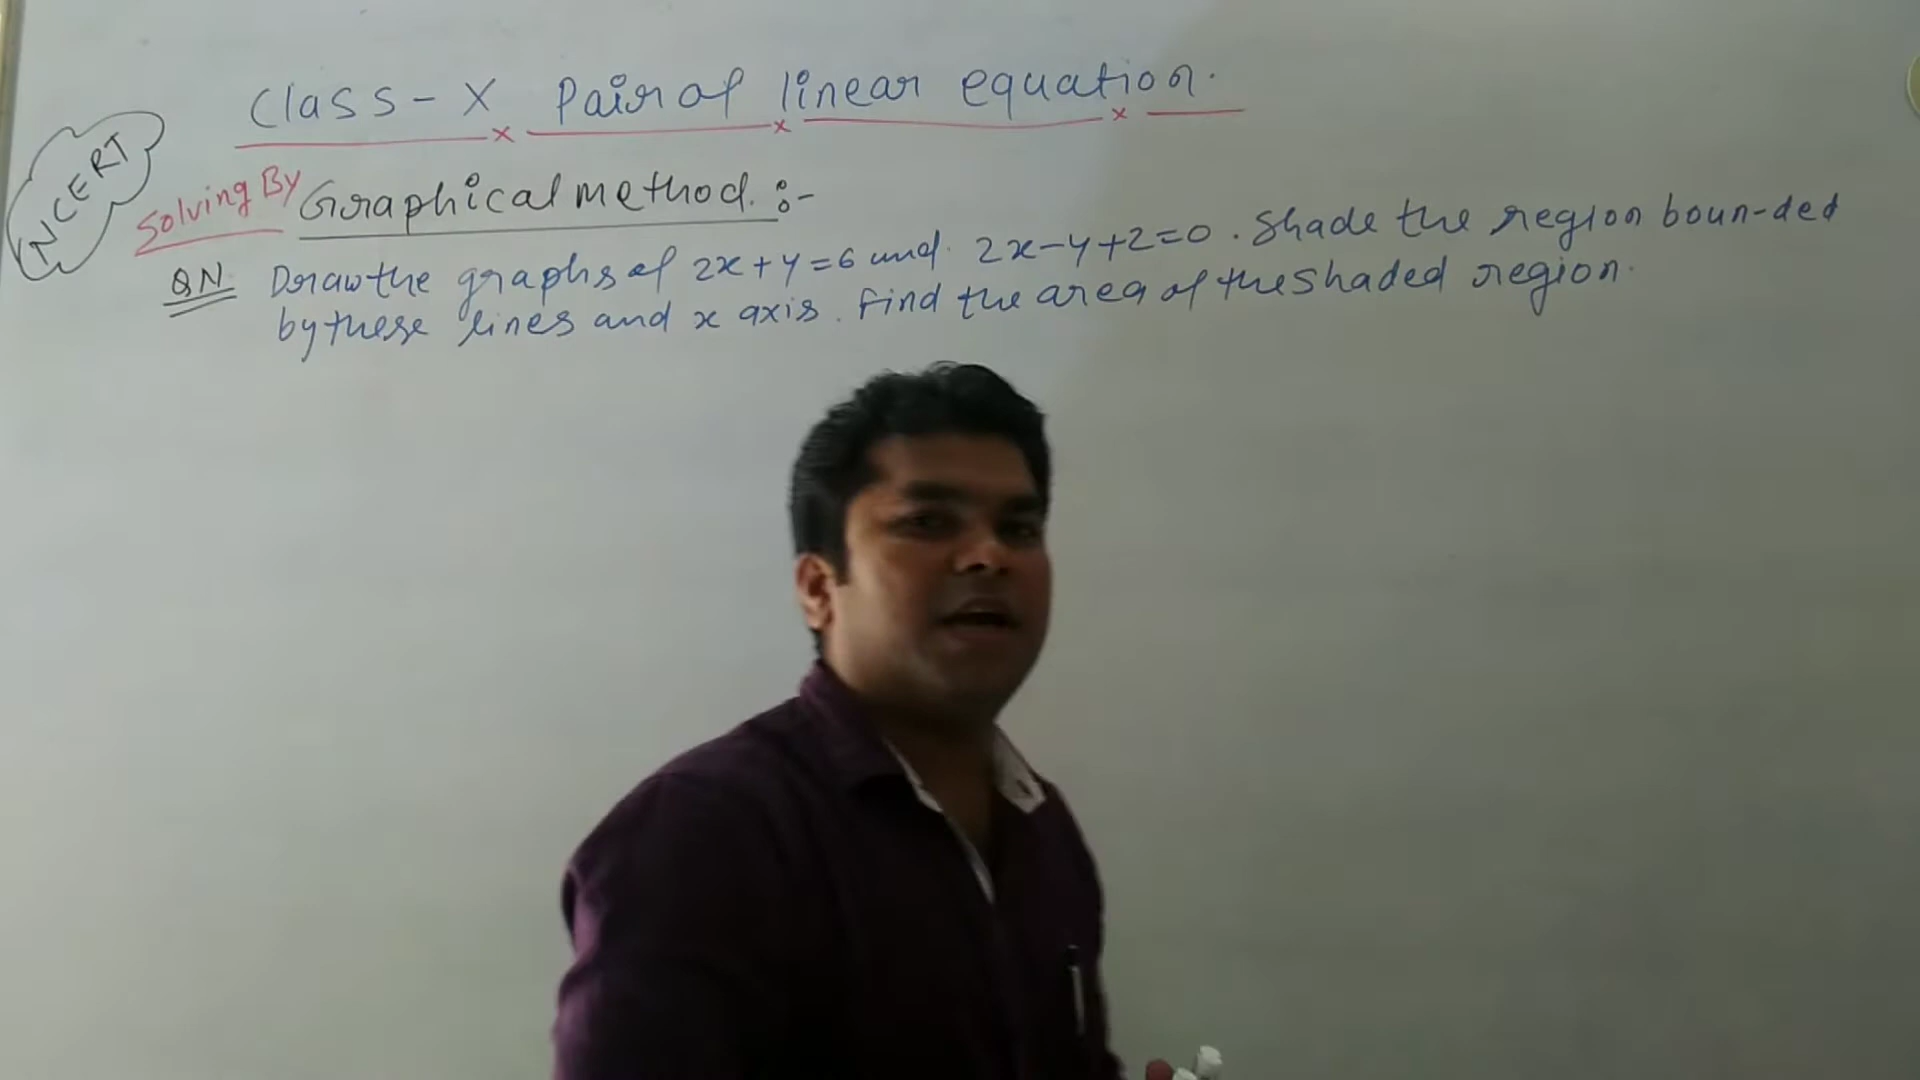 Class - X Pair of linear equation.
NCERT
Solving By Graphical method :-
QN Draw the graphs of 2x+y=6 and 2x-y+2=0. Shade the region boun-ded
by these lines and x axis. Find the area of the shaded region.